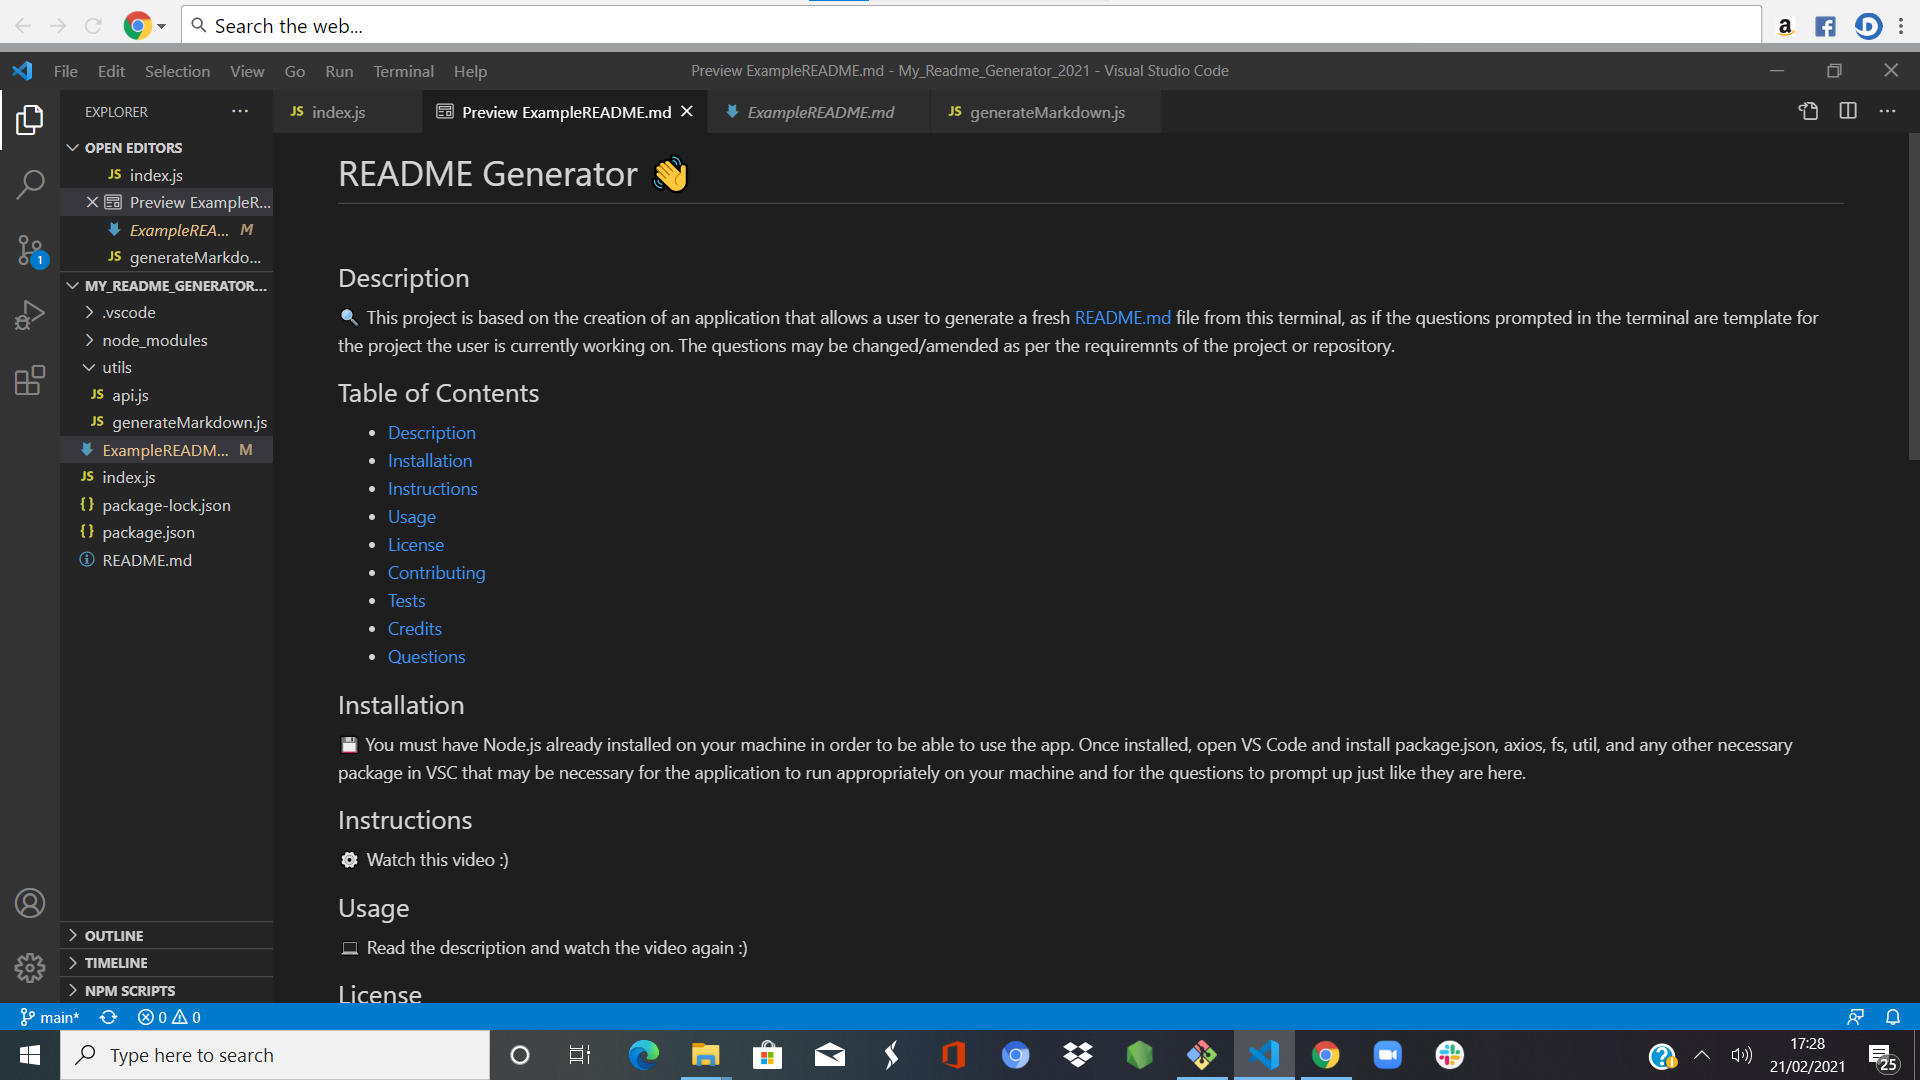 Search the web...
a
File Edit Selection View Go Run Terminal Help
Preview ExampleREADME.md - My_Readme_Generator_2021 - Visual Studio Code
EXPLORER
JS index.js
Preview ExampleREADME.md
ExampleREADME.md
JS generateMarkdown.js
OPEN EDITORS
JS index.js
Preview ExampleR...
ExampleREA... M
JS generateMarkdo...
MY_README_GENERATOR...
.vscode
node_modules
utils
JS api.js
JS generateMarkdown.js
ExampleREADM... M
JS index.js
{} package-lock.json
{} package.json
README.md
OUTLINE
TIMELINE
NPM SCRIPTS
1
README Generator 👋
Description
🔍 This project is based on the creation of an application that allows a user to generate a fresh README.md file from this terminal, as if the questions prompted in the terminal are template for
the project the user is currently working on. The questions may be changed/amended as per the requiremnts of the project or repository.
Table of Contents
• Description
• Installation
• Instructions
• Usage
• License
• Contributing
• Tests
• Credits
• Questions
Installation
💾 You must have Node.js already installed on your machine in order to be able to use the app. Once installed, open VS Code and install package.json, axios, fs, util, and any other necessary
package in VSC that may be necessary for the application to run appropriately on your machine and for the questions to prompt up just like they are here.
Instructions
⚙️ Watch this video :)
Usage
💻 Read the description and watch the video again :)
License
main* 0 0
Type here to search
17:28
21/02/2021
25